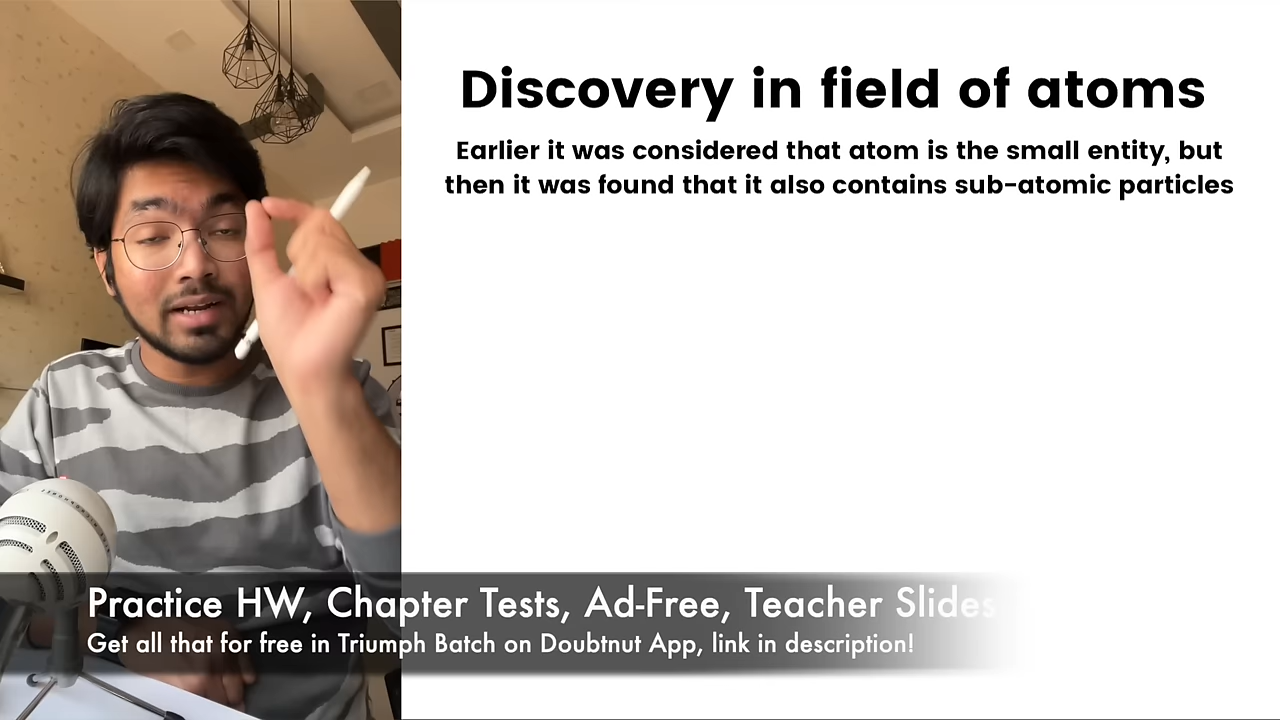 Discovery in field of atoms
Earlier it was considered that atom is the small entity, but
then it was found that it also contains sub-atomic particles
Practice HW, Chapter Tests, Ad-Free, Teacher Slides
Get all that for free in Triumph Batch on Doubtnut App, link in description!